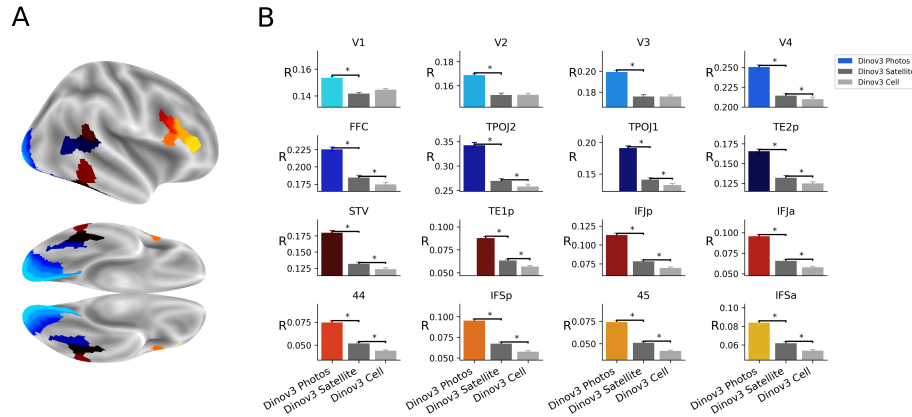 A
B
V1
R
0.16
0.14
*
V2
R
0.18
0.16
*
V3
R
0.20
0.18
*
V4
R
0.250
0.225
0.200
*
*
Dinov3 Photos
Dinov3 Satellite
Dinov3 Cell
FFC
R
0.225
0.200
0.175
*
*
TPOJ2
R
0.35
0.30
0.25
*
*
TPOJ1
R
0.20
0.15
*
*
TE2p
R
0.175
0.150
0.125
*
*
STV
R
0.175
0.150
0.125
*
*
TE1p
R
0.100
0.075
0.050
*
*
IFJp
R
0.125
0.100
0.075
*
*
IFJa
R
0.100
0.075
0.050
*
*
44
R
0.075
0.050
*
*
Dinov3 Photos
Dinov3 Satellite
Dinov3 Cell
IFSp
R
0.100
0.075
0.050
*
*
Dinov3 Photos
Dinov3 Satellite
Dinov3 Cell
45
R
0.075
0.050
*
*
Dinov3 Photos
Dinov3 Satellite
Dinov3 Cell
IFSa
R
0.10
0.08
0.06
*
*
Dinov3 Photos
Dinov3 Satellite
Dinov3 Cell